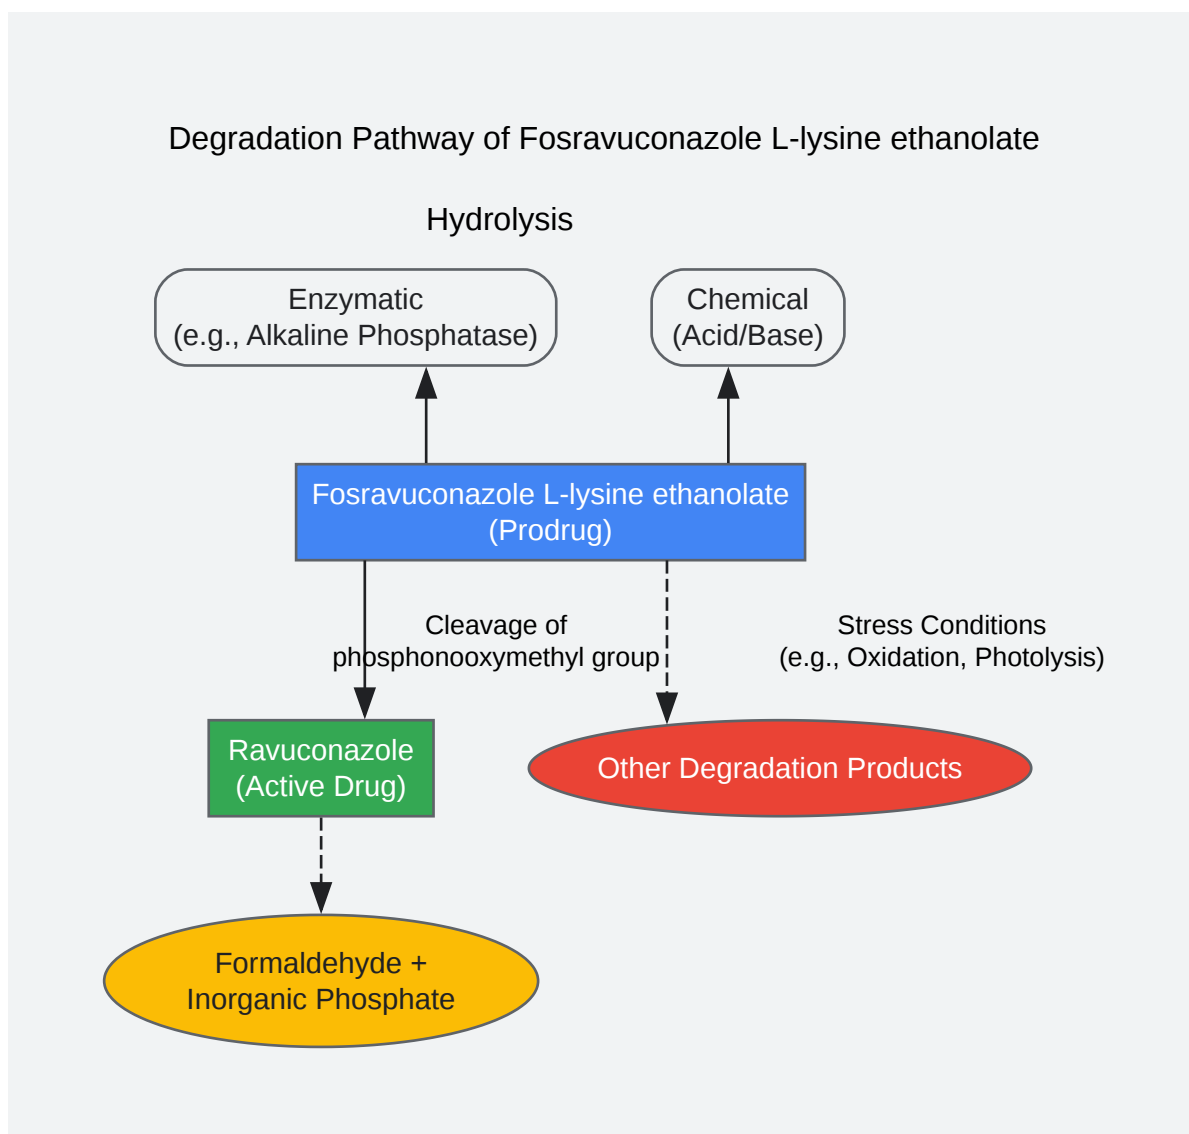 Degradation Pathway of Fosravuconazole L-lysine ethanolate
Hydrolysis
Enzymatic
(e.g., Alkaline Phosphatase)
Chemical
(Acid/Base)
Fosravuconazole L-lysine ethanolate
(Prodrug)
Cleavage of
phosphonooxymethyl group
Stress Conditions
(e.g., Oxidation, Photolysis)
Ravuconazole
(Active Drug)
Other Degradation Products
Formaldehyde +
Inorganic Phosphate